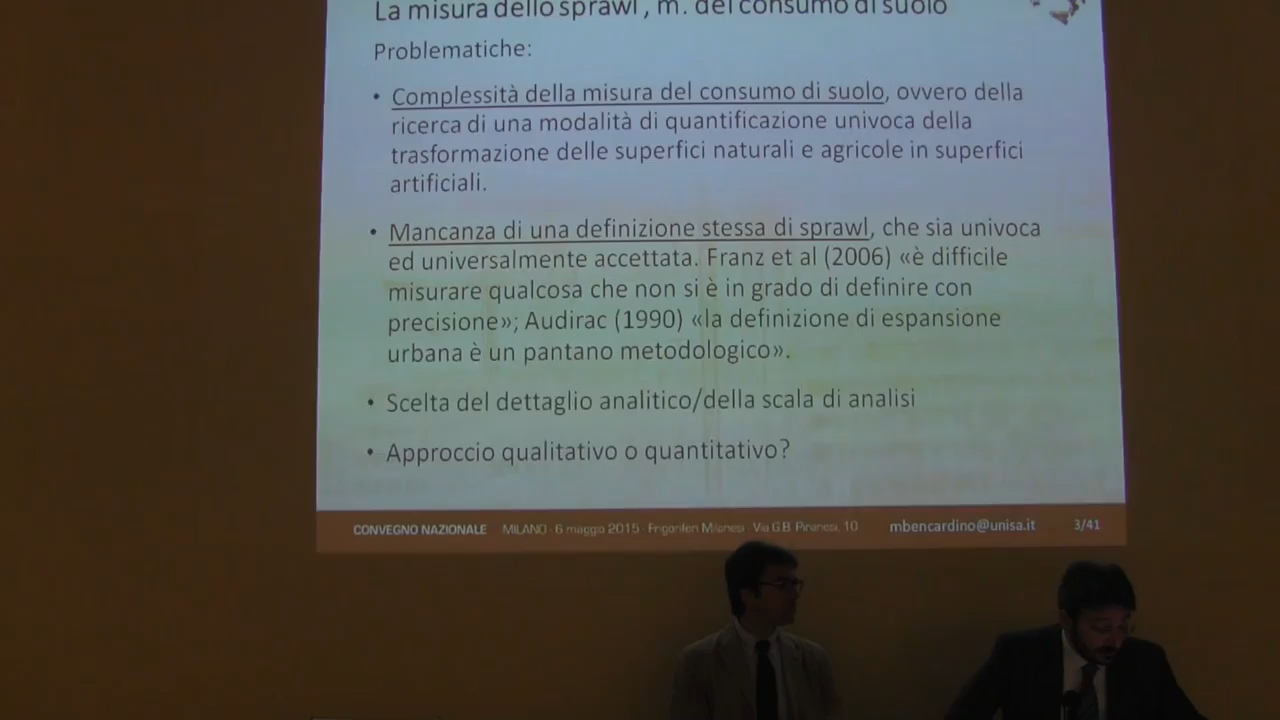 La misura dello sprawl , m. del consumo di suolo
Problematiche:
• Complessità della misura del consumo di suolo, ovvero della
ricerca di una modalità di quantificazione univoca della
trasformazione delle superfici naturali e agricole in superfici
artificiali.
• Mancanza di una definizione stessa di sprawl, che sia univoca
ed universalmente accettata. Franz et al (2006) «è difficile
misurare qualcosa che non si è in grado di definire con
precisione»; Audirac (1990) «la definizione di espansione
urbana è un pantano metodologico».
• Scelta del dettaglio analitico/della scala di analisi
• Approccio qualitativo o quantitativo?
CONVEGNO NAZIONALE MILANO - 6 maggio 2015 - Frigoriferi Milanesi - Via G.B. Piranesi, 10 mbencardino@unisa.it 3/41